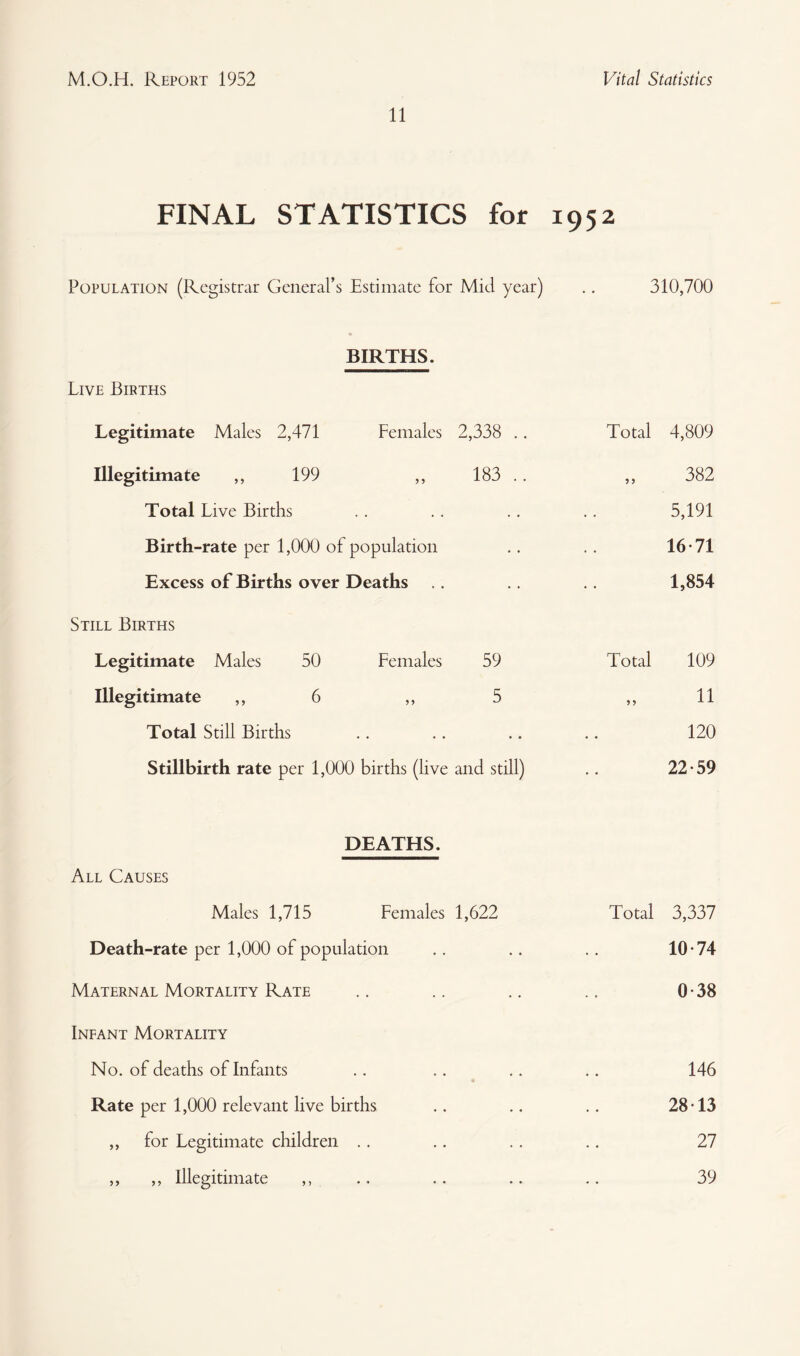 M.O.H. Report 1952 Vital Statistics
11
FINAL STATISTICS for 1952
Population (Registrar General's Estimate for Mid year) .. 310,700
BIRTHS.
Live Births
Legitimate Males 2,471 Females 2,338 .. Total 4,809
Illegitimate ,, 199 ,, 183 .. ,, 382
Total Live Births .. .. .. .. 5,191
Birth-rate per 1,000 of population .. .. 16·71
Excess of Births over Deaths .. .. .. 1,854
Still Births
Legitimate Males 50 Females 59 Total 109
Illegitimate ,, 6 ,, 5 ,, 11
Total Still Births .. .. .. .. 120
Stillbirth rate per 1,000 births (live and still) .. 22·59
DEATHS.
All Causes
Males 1,715 Females 1,622 Total 3,337
Death-rate per 1,000 of population .. .. .. 10·74
Maternal Mortality Rate .. .. .. .. 0·38
Infant Mortality
No. of deaths of Infants .. .. .. .. 146
Rate per 1,000 relevant live births .. .. .. 28·13
,, for Legitimate children .. .. .. .. 27
,, ,, Illegitimate ,, .. .. .. .. 39